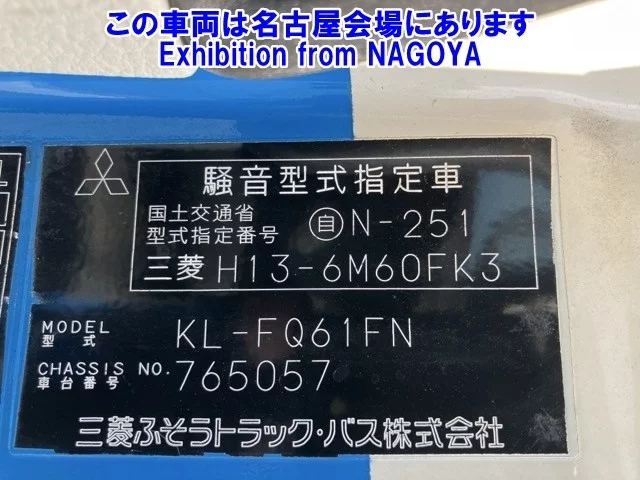 この車両は名古屋会場にあります
Exhibition from NAGOYA
騒音型式指定車
国土交通省
型式指定番号 自N-251
三菱 H13-6M60FK3
MODEL
型式 KL-FQ61FN
CHASSIS NO.
車台番号 765057
三菱ふそうトラック・バス株式会社